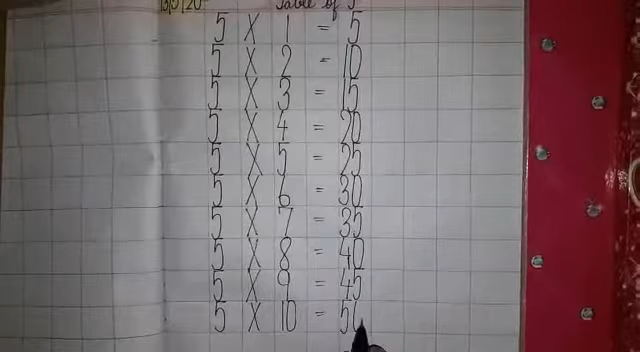 Table of 5
5 X 1 = 5
5 X 2 = 10
5 X 3 = 15
5 X 4 = 20
5 X 5 = 25
5 X 6 = 30
5 X 7 = 35
5 X 8 = 40
5 X 9 = 45
5 X 10 = 50